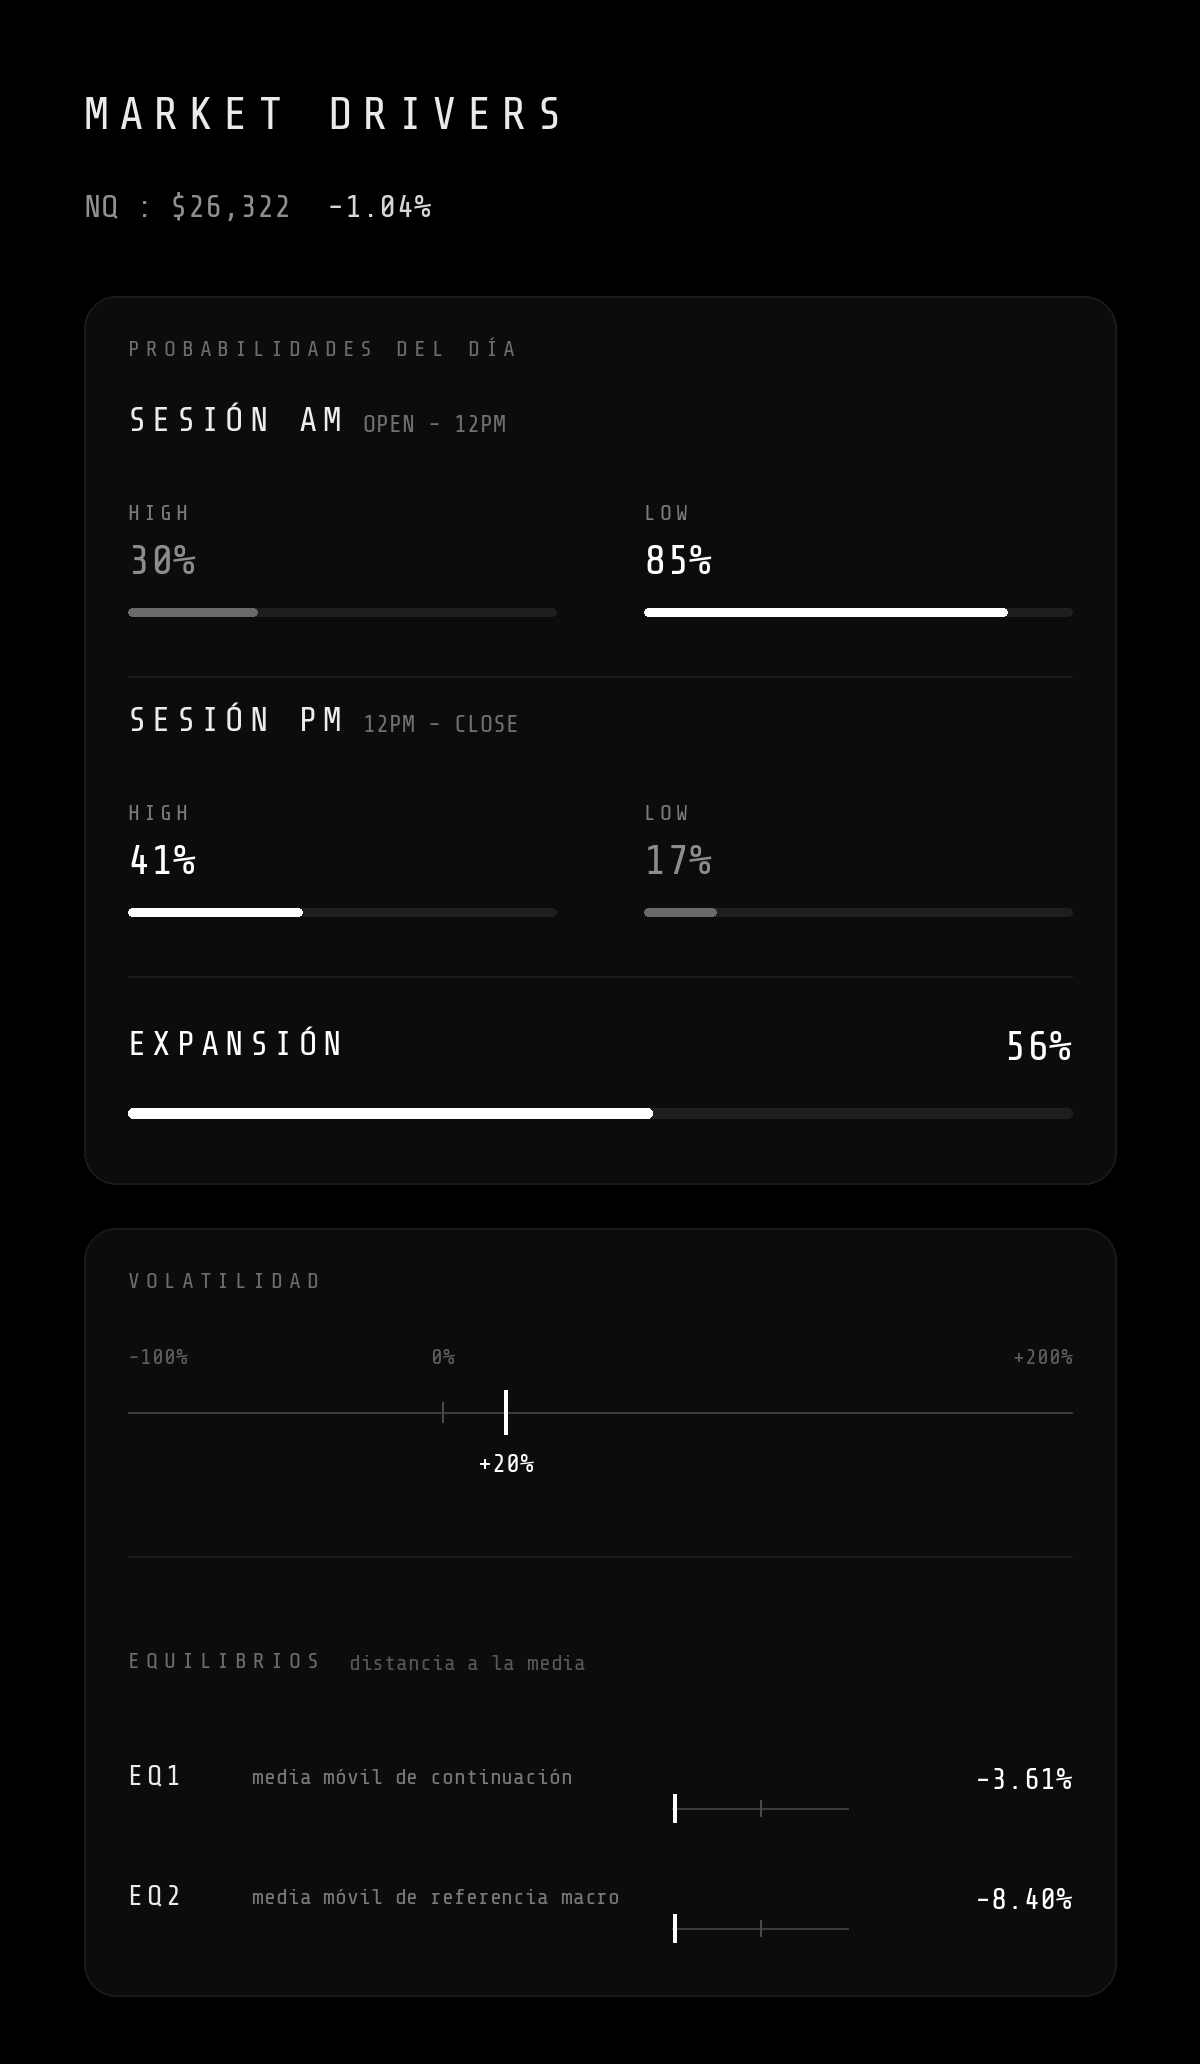 MARKET DRIVERS
NQ : $26,322 -1.04%
PROBABILIDADES DEL DÍA
SESIÓN AM OPEN - 12PM
HIGH LOW
30% 85%
SESIÓN PM 12PM - CLOSE
HIGH LOW
41% 17%
EXPANSIÓN 56%
VOLATILIDAD
-100% 0% +200%
+20%
EQUILIBRIOS distancia a la media
EQ1 media móvil de continuación -3.61%
EQ2 media móvil de referencia macro -8.40%